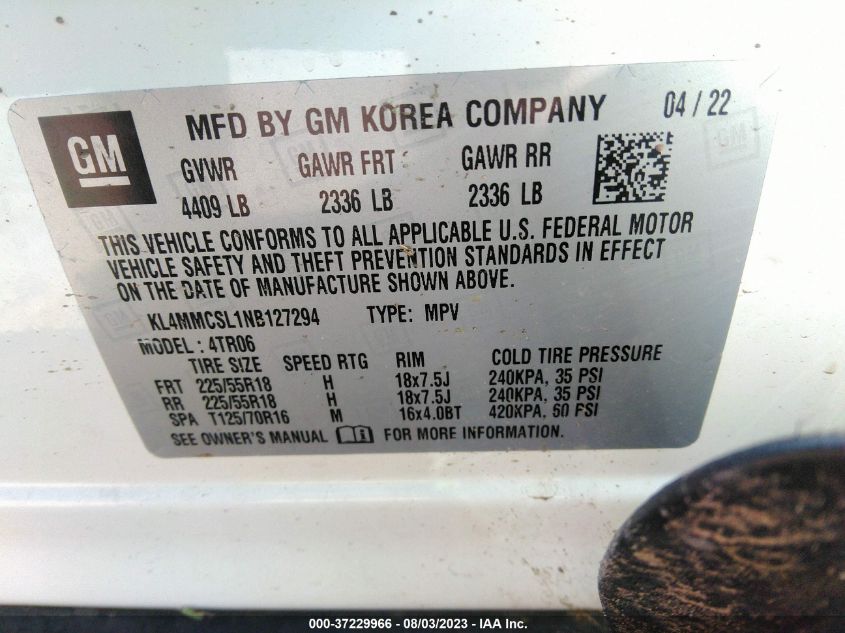 GM
MFD BY GM KOREA COMPANY 04 / 22
GVWR GAWR FRT GAWR RR
4409 LB 2336 LB 2336 LB
THIS VEHICLE CONFORMS TO ALL APPLICABLE U.S. FEDERAL MOTOR
VEHICLE SAFETY AND THEFT PREVENTION STANDARDS IN EFFECT
ON THE DATE OF MANUFACTURE SHOWN ABOVE.
KL4MMCSL1NB127294 TYPE: MPV
MODEL: 4TR06
TIRE SIZE SPEED RTG RIM COLD TIRE PRESSURE
FRT 225/55R18 H 18x7.5J 240KPA, 35 PSI
RR 225/55R18 H 18x7.5J 240KPA, 35 PSI
SPA T125/70R16 M 16x4.0BT 420KPA, 60 PSI
SEE OWNER'S MANUAL FOR MORE INFORMATION.
000-37229966 - 08/03/2023 - IAA Inc.